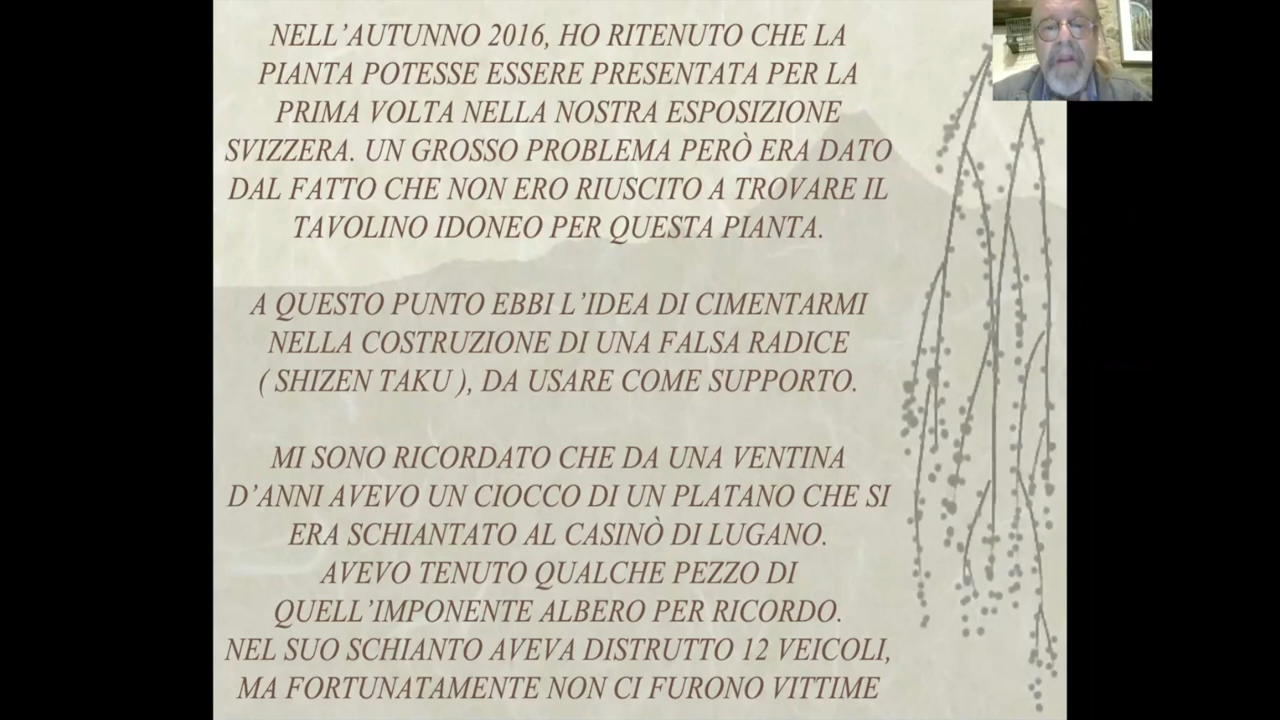 NELL'AUTUNNO 2016, HO RITENUTO CHE LA
PIANTA POTESSE ESSERE PRESENTATA PER LA
PRIMA VOLTA NELLA NOSTRA ESPOSIZIONE
SVIZZERA. UN GROSSO PROBLEMA PERÒ ERA DATO
DAL FATTO CHE NON ERO RIUSCITO A TROVARE IL
TAVOLINO IDONEO PER QUESTA PIANTA.
A QUESTO PUNTO EBBI L'IDEA DI CIMENTARMI
NELLA COSTRUZIONE DI UNA FALSA RADICE
( SHIZEN TAKU ), DA USARE COME SUPPORTO.
MI SONO RICORDATO CHE DA UNA VENTINA
D'ANNI AVEVO UN CIOCCO DI UN PLATANO CHE SI
ERA SCHIANTATO AL CASINÒ DI LUGANO.
AVEVO TENUTO QUALCHE PEZZO DI
QUELL'IMPONENTE ALBERO PER RICORDO.
NEL SUO SCHIANTO AVEVA DISTRUTTO 12 VEICOLI,
MA FORTUNATAMENTE NON CI FURONO VITTIME